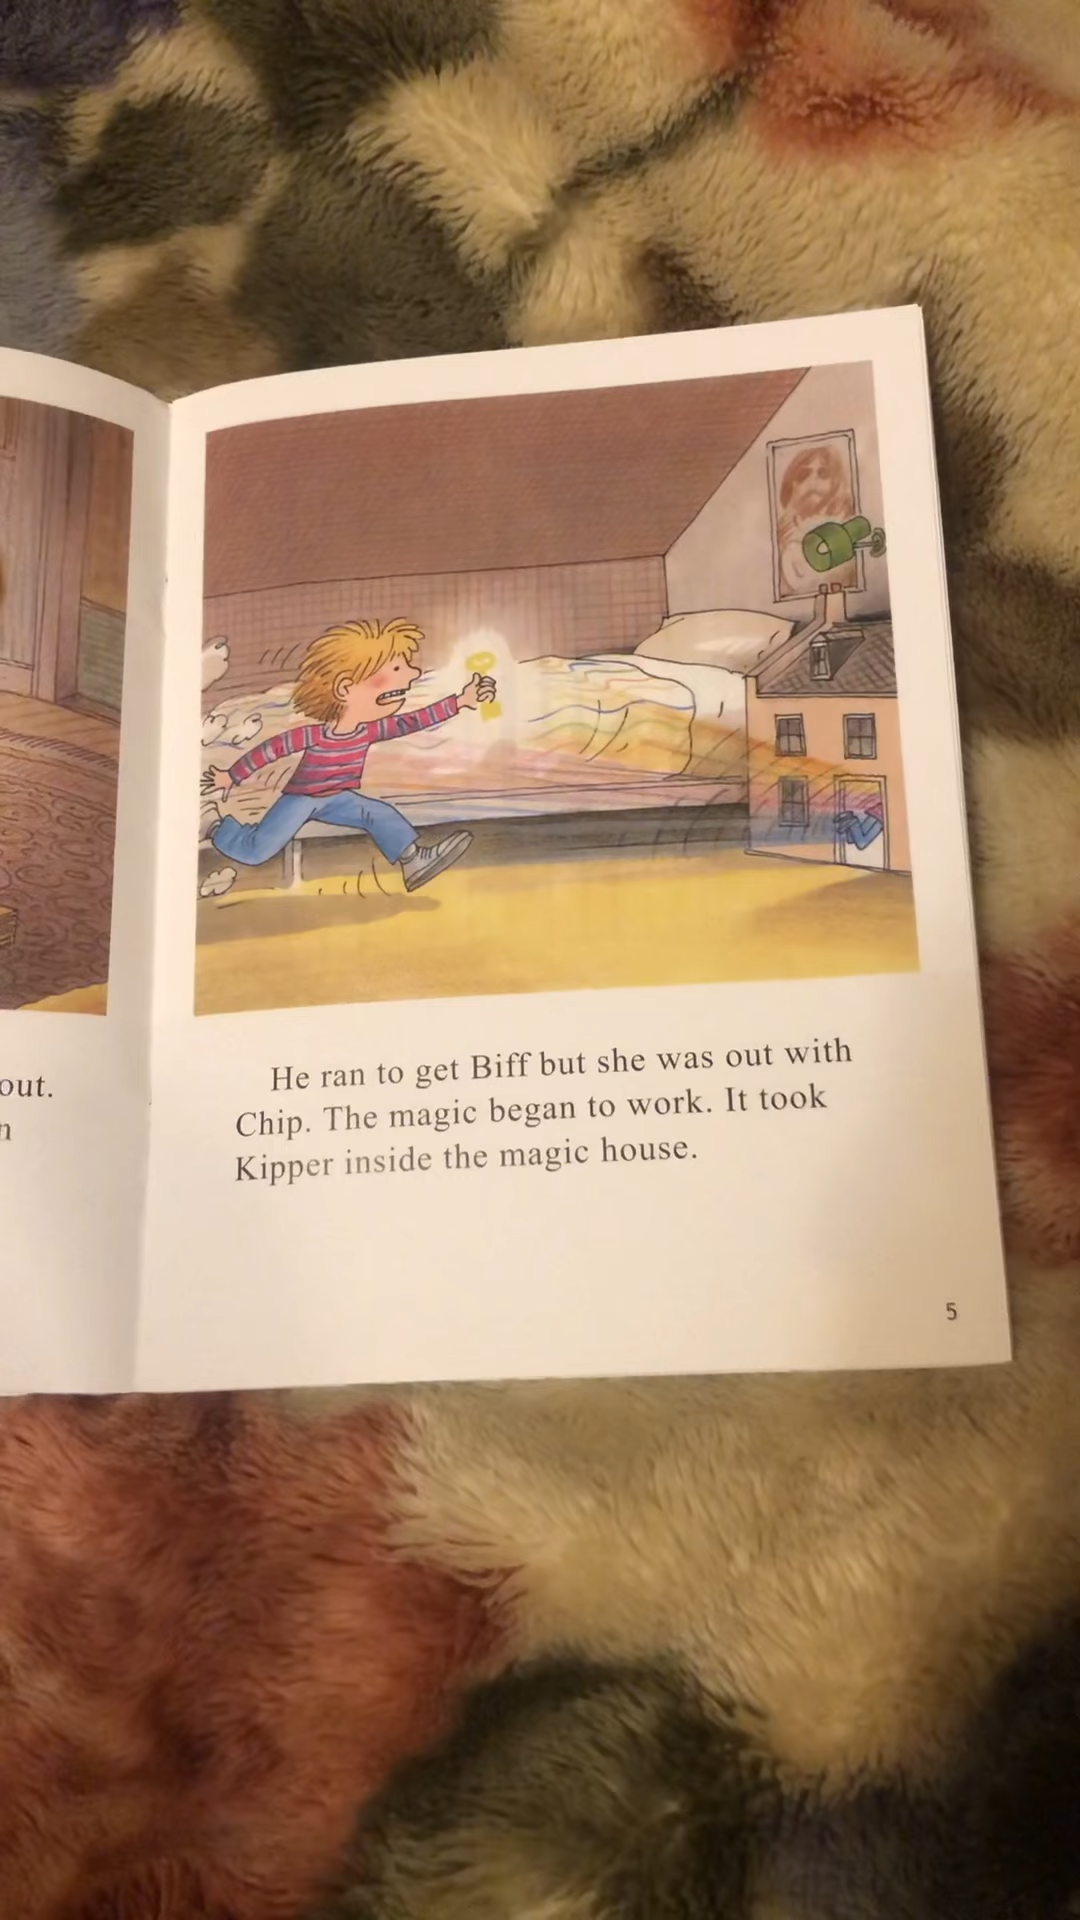 out.
n
He ran to get Biff but she was out with
Chip. The magic began to work. It took
Kipper inside the magic house.
5